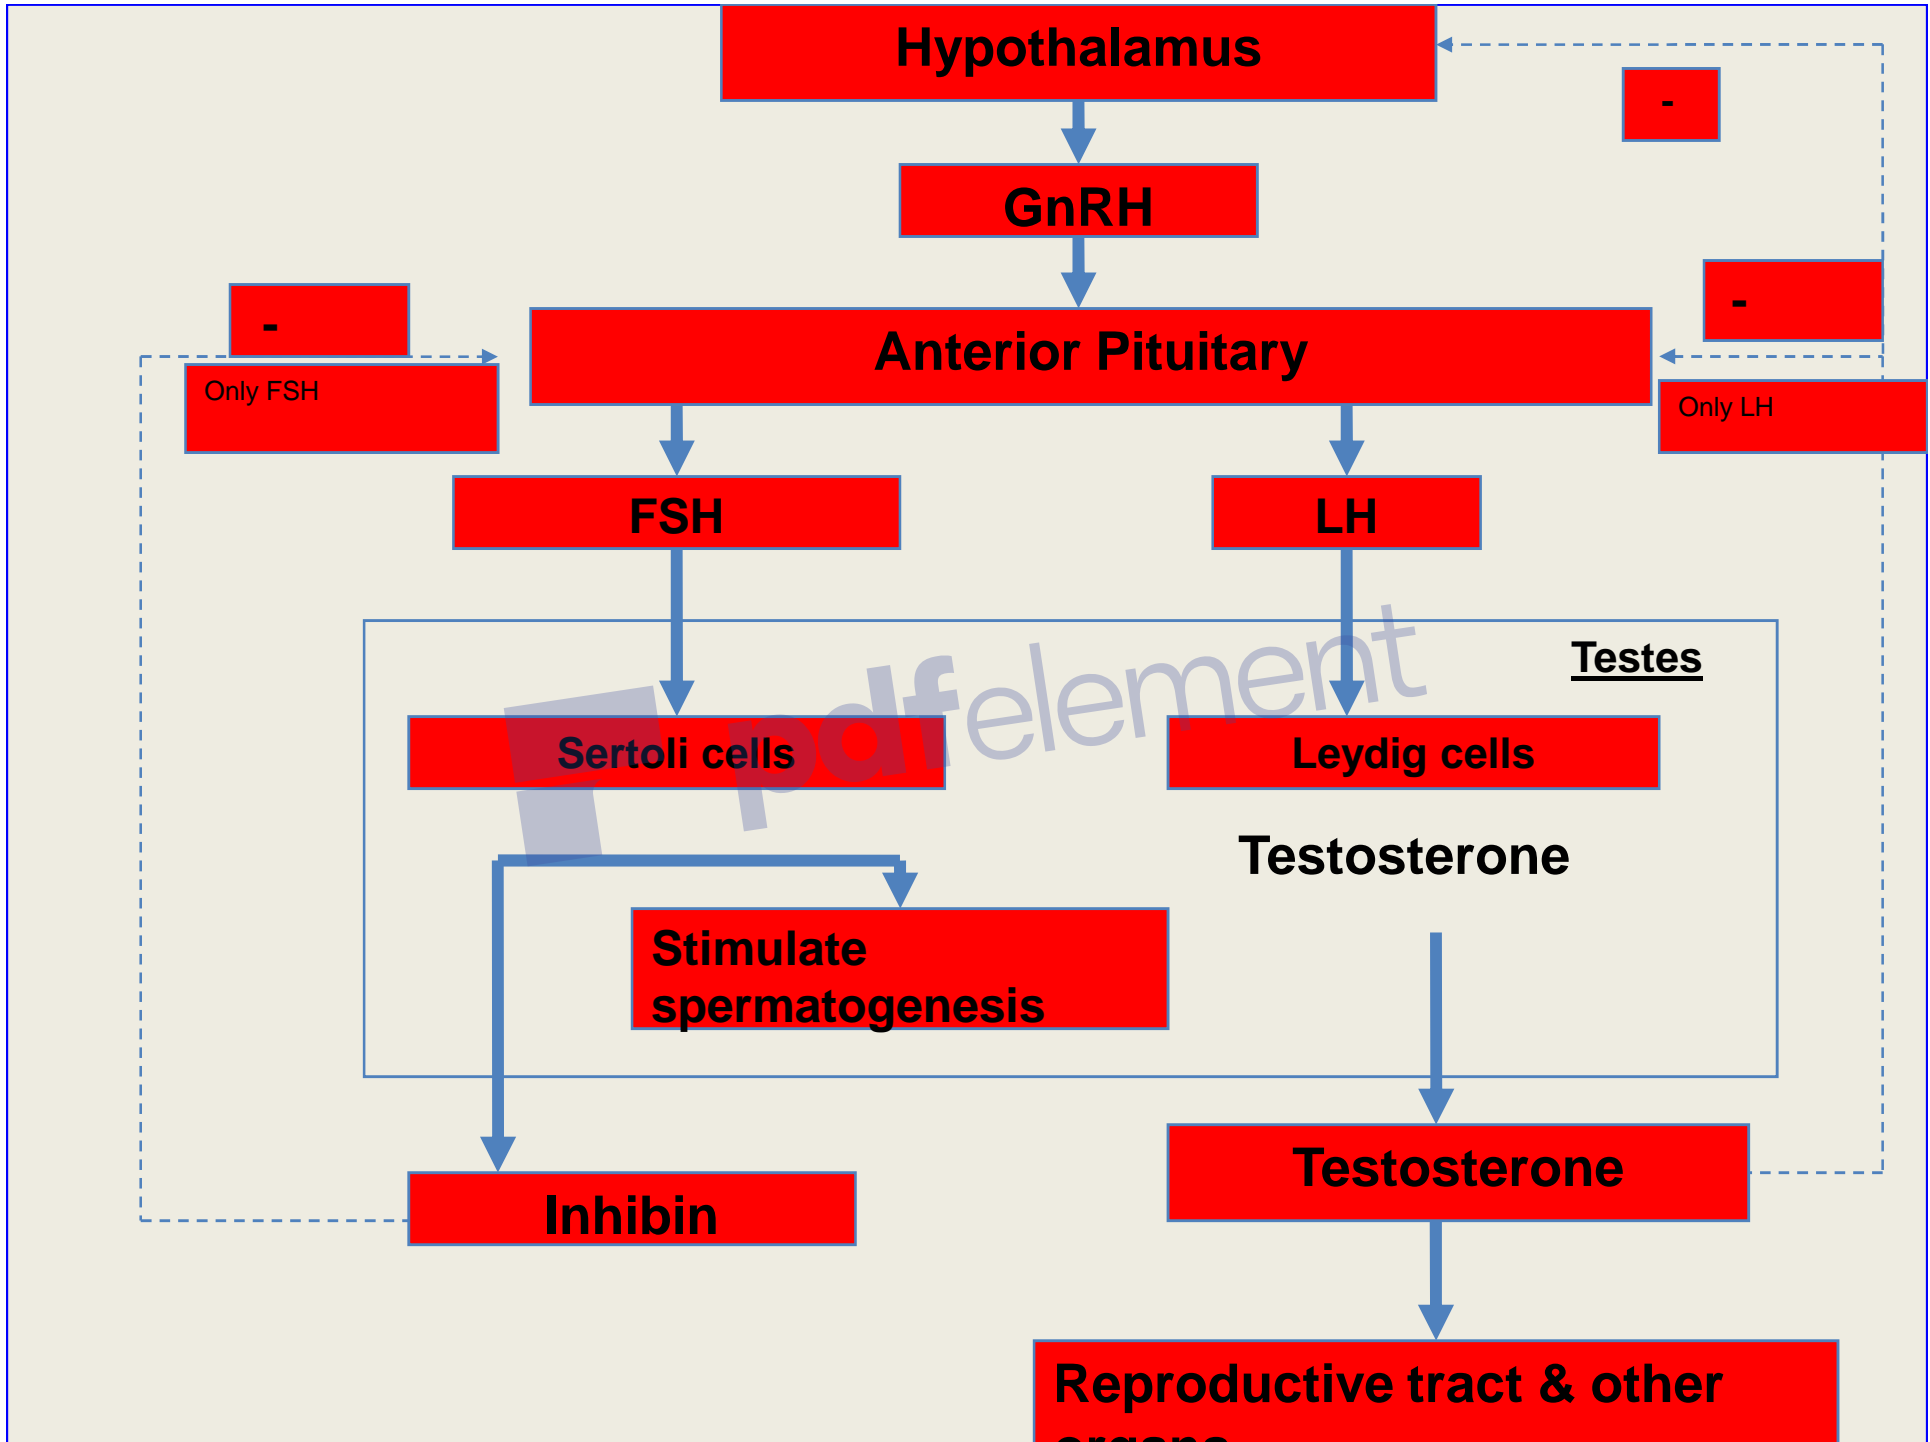 Hypothalamus
-
GnRH
-
-
Anterior Pituitary
Only FSH
Only LH
FSH
LH
Testes
pdfelement
Sertoli cells
Leydig cells
Testosterone
Stimulate
spermatogenesis
Testosterone
Inhibin
Reproductive tract & other
organs